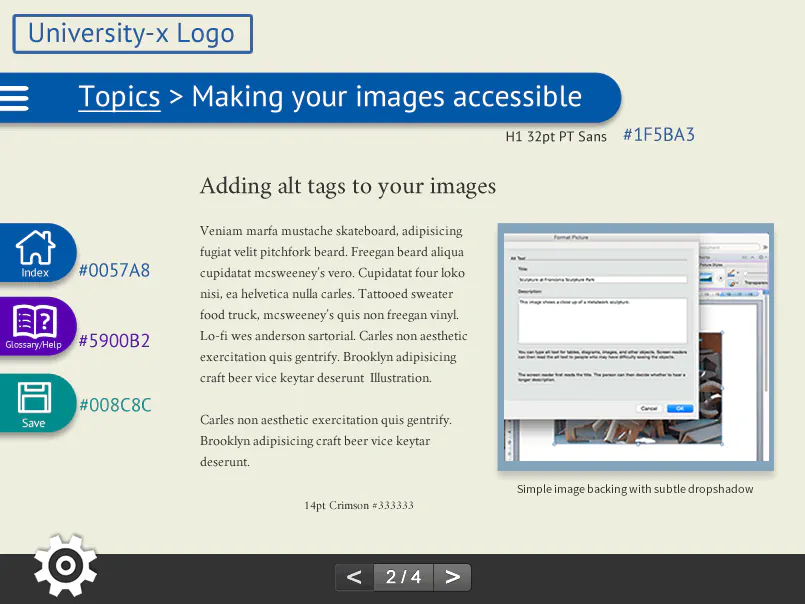 University-x Logo
Topics > Making your images accessible
H1 32pt PT Sans #1F5BA3
Adding alt tags to your images
Veniam marfa mustache skateboard, adipisicing
fugiat velit pitchfork beard. Freegan beard aliqua
cupidatat mcsweeney's vero. Cupidatat four loko
nisi, ea helvetica nulla carles. Tattooed sweater
food truck, mcsweeney's quis non freegan vinyl.
Lo-fi wes anderson sartorial. Carles non aesthetic
exercitation quis gentrify. Brooklyn adipisicing
craft beer vice keytar deserunt Illustration.
Carles non aesthetic exercitation quis gentrify.
Brooklyn adipisicing craft beer vice keytar
deserunt.
14pt Crimson #333333
Index
#0057A8
Glossary/Help
#5900B2
Save
#008C8C
Format Picture
Alt Text
Title:
Sculpture at Franconia Sculpture Park
Description:
This image shows a close up of a metalwork sculpture.
You can type alt text for tables, diagrams, images, and other objects. Screen readers
can then read the alt text to people who may have difficulty seeing the objects.
The screen reader first reads the title. The person can then decide whether to hear a
longer description.
Cancel
OK
Picture Styles
Simple image backing with subtle dropshadow
< 2 / 4 >